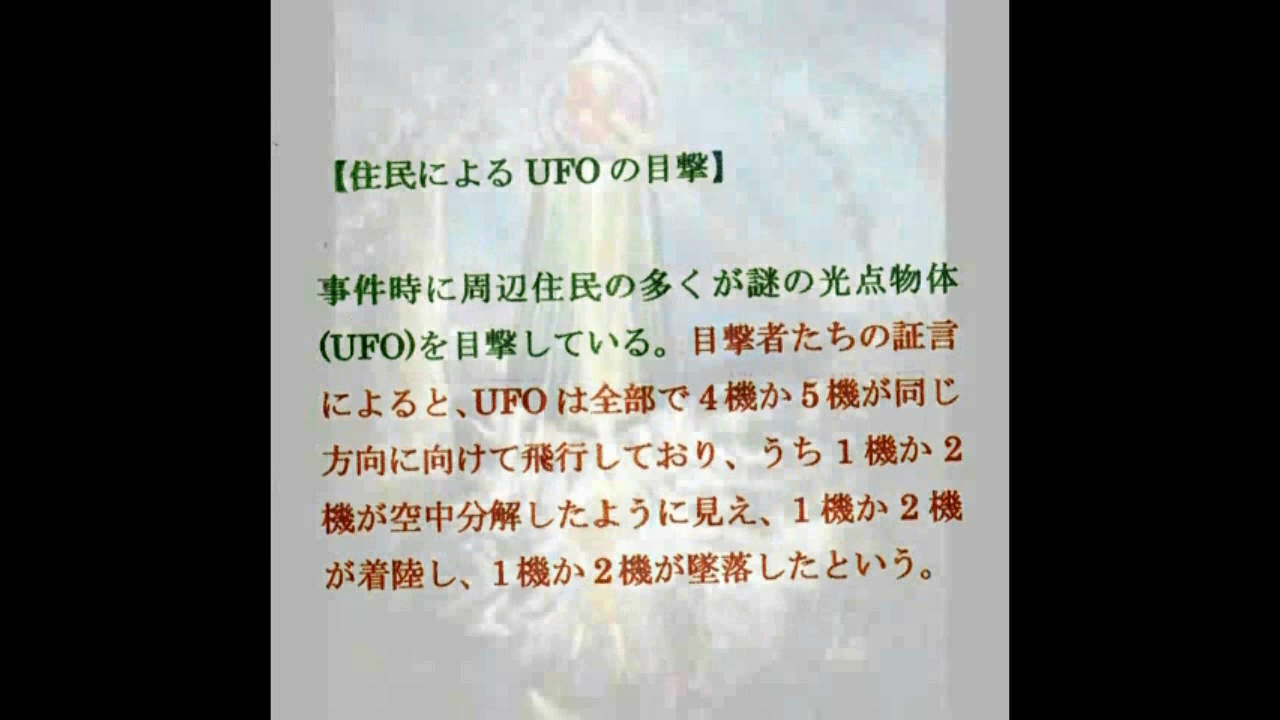 【住民によるUFOの目撃】
事件時に周辺住民の多くが謎の光点物体
(UFO)を目撃している。目撃者たちの証言
によると、UFOは全部で4機か5機が同じ
方向に向けて飛行しており、うち1機か2
機が空中分解したように見え、1機か2機
が着陸し、1機か2機が墜落したという。